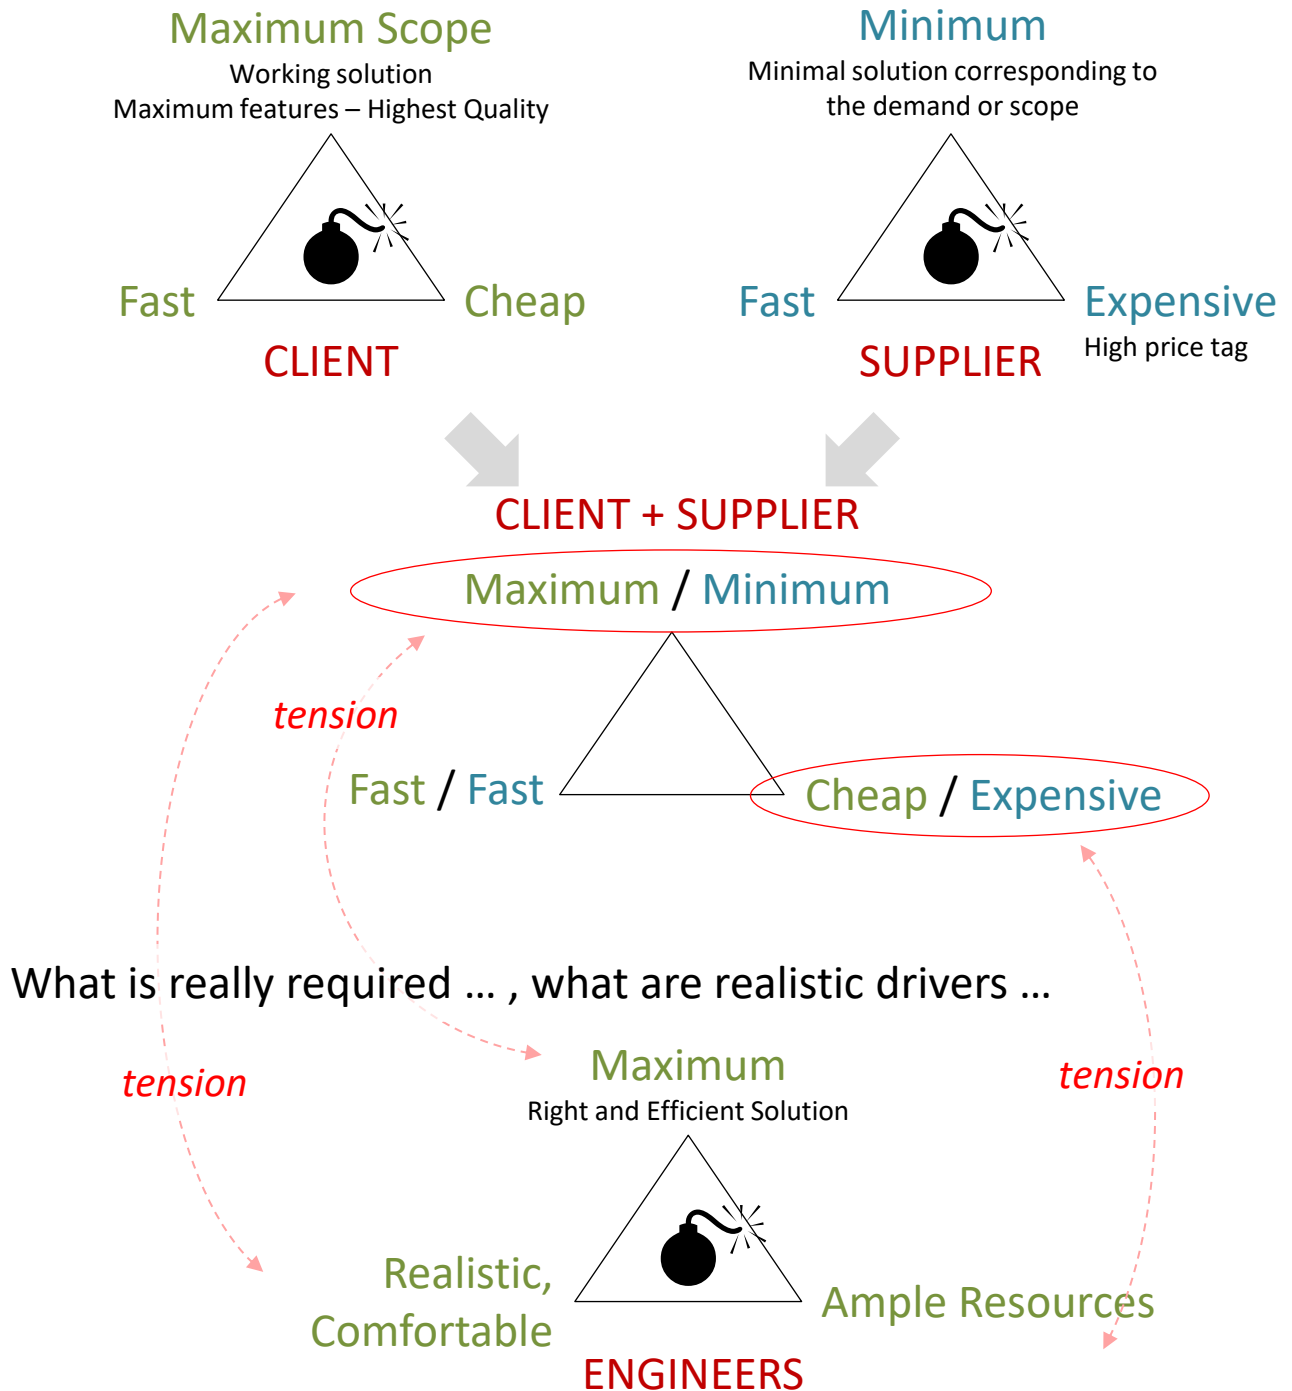 Maximum Scope
Working solution
Maximum features – Highest Quality
Fast
Cheap
CLIENT
Minimum
Minimal solution corresponding to
the demand or scope
Fast
Expensive
High price tag
SUPPLIER
CLIENT + SUPPLIER
Maximum / Minimum
tension
Fast / Fast
Cheap / Expensive
What is really required … , what are realistic drivers …
tension
tension
Maximum
Right and Efficient Solution
Realistic,
Comfortable
Ample Resources
ENGINEERS